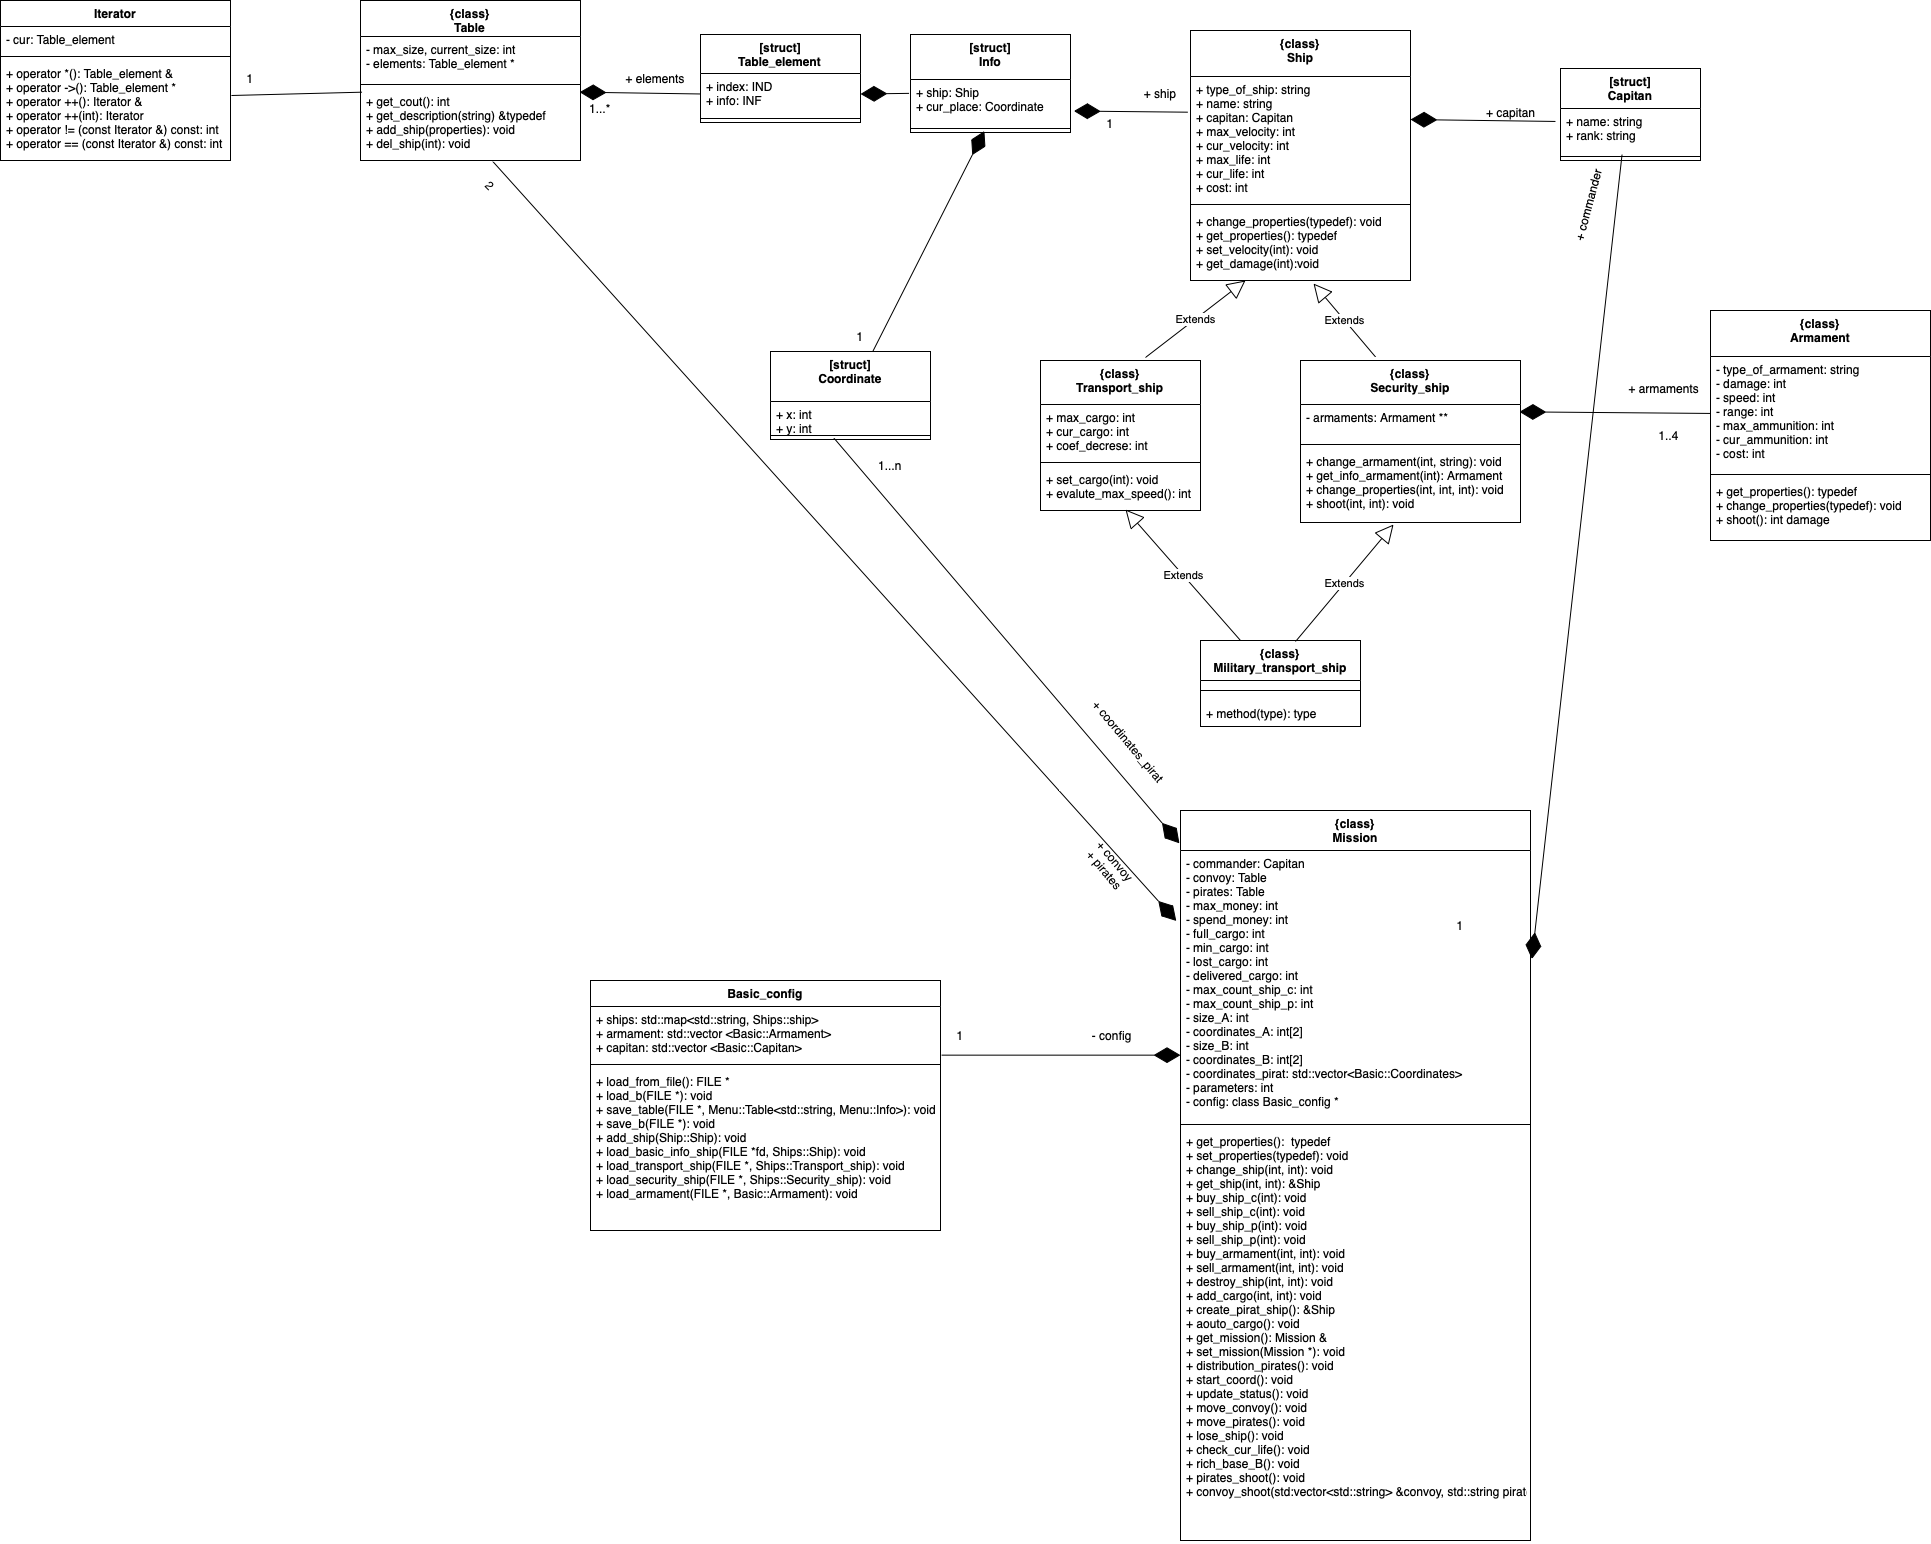 Iterator
- cur: Table_element
+ operator *(): Table_element &
+ operator ->(): Table_element *
+ operator ++(): Iterator &
+ operator ++(int): Iterator
+ operator != (const Iterator &) const: int
+ operator == (const Iterator &) const: int
1
{class}
Table
- max_size, current_size: int
- elements: Table_element *
+ get_cout(): int
+ get_description(string) &typedef
+ add_ship(properties): void
+ del_ship(int): void
+ elements
1...*
2
[struct]
Table_element
+ index: IND
+ info: INF
[struct]
Info
+ ship: Ship
+ cur_place: Coordinate
+ ship
1
{class}
Ship
+ type_of_ship: string
+ name: string
+ capitan: Capitan
+ max_velocity: int
+ cur_velocity: int
+ max_life: int
+ cur_life: int
+ cost: int
+ change_properties(typedef): void
+ get_properties(): typedef
+ set_velocity(int): void
+ get_damage(int):void
+ capitan
[struct]
Capitan
+ name: string
+ rank: string
+ commander
Extends
Extends
1
[struct]
Coordinate
+ x: int
+ y: int
1...n
{class}
Transport_ship
+ max_cargo: int
+ cur_cargo: int
+ coef_decrese: int
+ set_cargo(int): void
+ evalute_max_speed(): int
{class}
Security_ship
- armaments: Armament **
+ change_armament(int, string): void
+ get_info_armament(int): Armament
+ change_properties(int, int, int): void
+ shoot(int, int): void
+ armaments
1..4
{class}
Armament
- type_of_armament: string
- damage: int
- speed: int
- range: int
- max_ammunition: int
- cur_ammunition: int
- cost: int
+ get_properties(): typedef
+ change_properties(typedef): void
+ shoot(): int damage
Extends
Extends
{class}
Military_transport_ship
+ method(type): type
+ coordinates_pirat
+ convoy
+ pirates
{class}
Mission
- commander: Capitan
- convoy: Table
- pirates: Table
- max_money: int
- spend_money: int
- full_cargo: int
- min_cargo: int
- lost_cargo: int
- delivered_cargo: int
- max_count_ship_c: int
- max_count_ship_p: int
- size_A: int
- coordinates_A: int[2]
- size_B: int
- coordinates_B: int[2]
- coordinates_pirat: std::vector<Basic::Coordinates>
- parameters: int
- config: class Basic_config *
1
+ get_properties():  typedef
+ set_properties(typedef): void
+ change_ship(int, int): void
+ get_ship(int, int): &Ship
+ buy_ship_c(int): void
+ sell_ship_c(int): void
+ buy_ship_p(int): void
+ sell_ship_p(int): void
+ buy_armament(int, int): void
+ sell_armament(int, int): void
+ destroy_ship(int, int): void
+ add_cargo(int, int): void
+ create_pirat_ship(): &Ship
+ aouto_cargo(): void
+ get_mission(): Mission &
+ set_mission(Mission *): void
+ distribution_pirates(): void
+ start_coord(): void
+ update_status(): void
+ move_convoy(): void
+ move_pirates(): void
+ lose_ship(): void
+ check_cur_life(): void
+ rich_base_B(): void
+ pirates_shoot(): void
+ convoy_shoot(std:vector<std::string> &convoy, std::string pirat
Basic_config
+ ships: std::map<std::string, Ships::ship>
+ armament: std::vector <Basic::Armament>
+ capitan: std::vector <Basic::Capitan>
+ load_from_file(): FILE *
+ load_b(FILE *): void
+ save_table(FILE *, Menu::Table<std::string, Menu::Info>): void
+ save_b(FILE *): void
+ add_ship(Ship::Ship): void
+ load_basic_info_ship(FILE *fd, Ships::Ship): void
+ load_transport_ship(FILE *, Ships::Transport_ship): void
+ load_security_ship(FILE *, Ships::Security_ship): void
+ load_armament(FILE *, Basic::Armament): void
1
- config